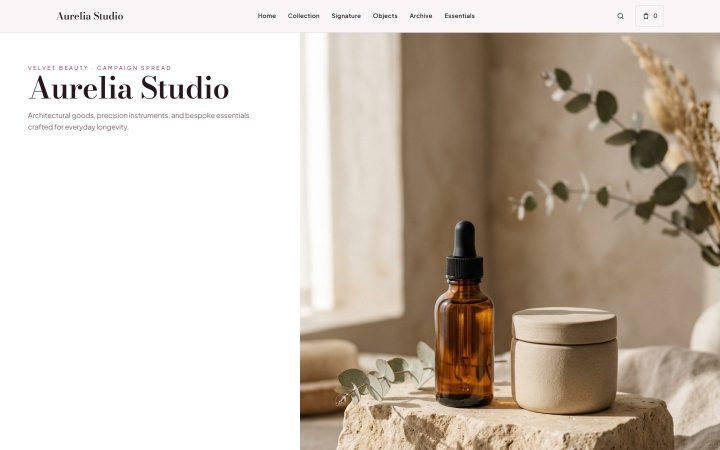 Aurelia Studio
Home Collection Signature Objects Archive Essentials
0
VELVET BEAUTY · CAMPAIGN SPREAD
Aurelia Studio
Architectural goods, precision instruments, and bespoke essentials
crafted for everyday longevity.